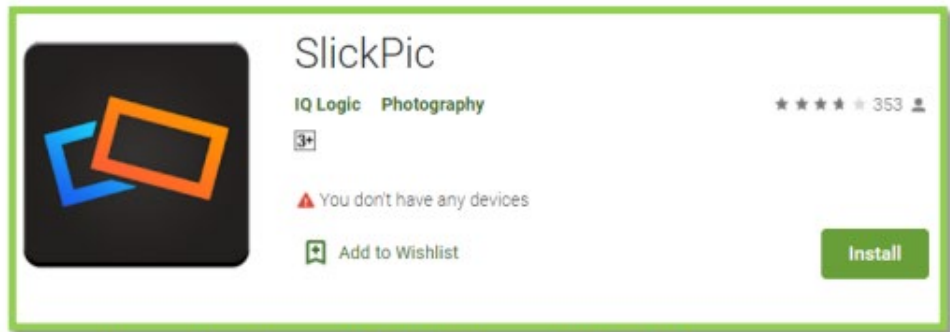 SlickPic
IQ Logic Photography 353
3+
You don't have any devices
Add to Wishlist
Install